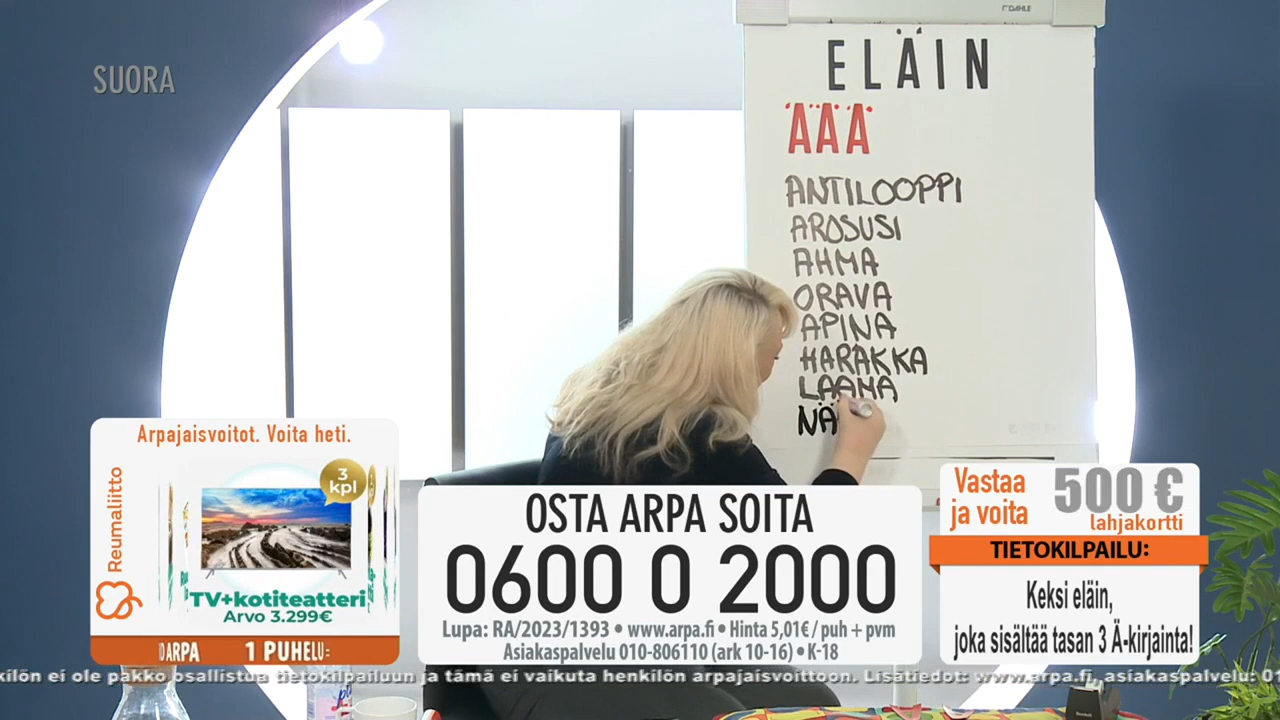 DAHLE
SUORA
ELÄIN
ÄÄÄ
ANTILOOPPI
AROSUSI
AHMA
ORAVA
APINA
HARAKKA
LAAMA
NÄ
Arpajaisvoitot. Voita heti.
Reumaliitto
3
kpl
TV+kotiteatteri
Arvo 3.299€
ARPA 1 PUHELU:
OSTA ARPA SOITA
0600 0 2000
Lupa: RA/2023/1393 • www.arpa.fi • Hinta 5,01€ / puh + pvm
Asiakaspalvelu 010-806110 (ark 10-16) • K-18
Vastaa
ja voita
500 €
lahjakortti
TIETOKILPAILU:
Keksi eläin,
joka sisältää tasan 3 Ä-kirjainta!
kilön ei ole pakko osallistua tietokilpailuun ja tämä ei vaikuta henkilön arpajaisvoittoon. Lisätiedot: www.arpa.fi, asiakaspalvelu: 01